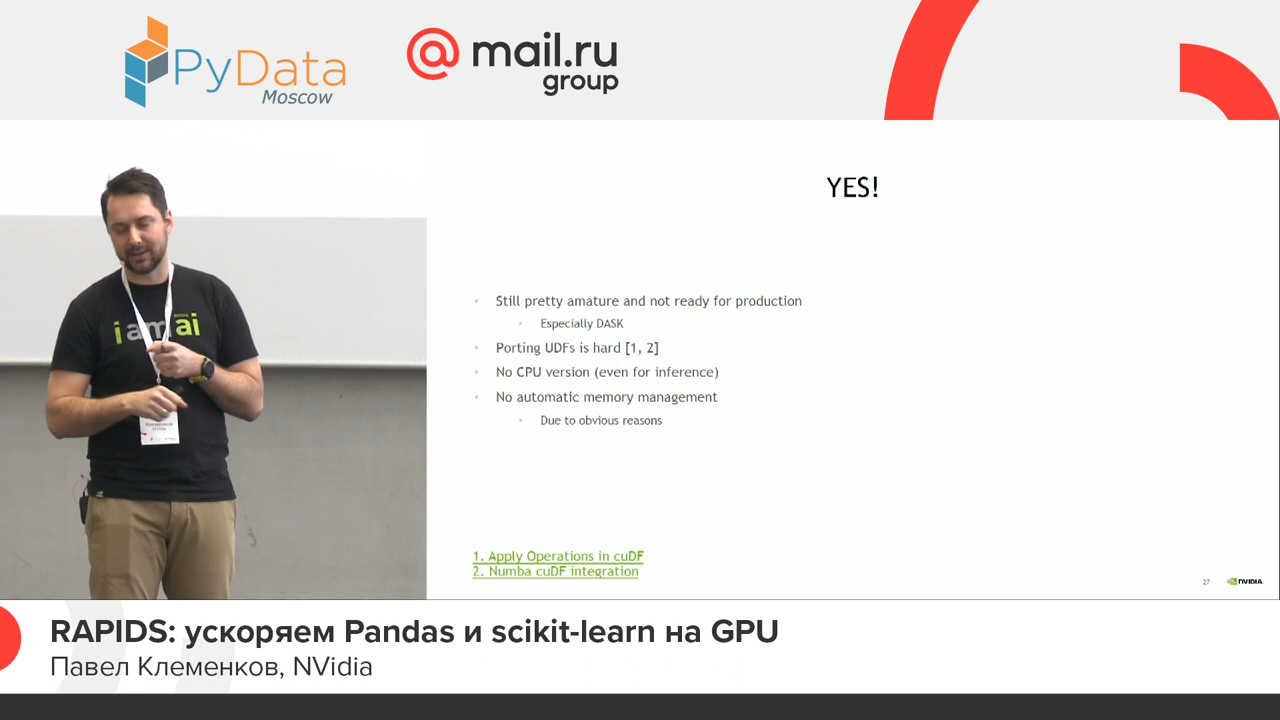 PyData
Moscow
@ mail.ru
group
YES!
i am ai
Still pretty amature and not ready for production
Especially DASK
Porting UDFs is hard [1, 2]
No CPU version (even for inference)
No automatic memory management
Due to obvious reasons
1. Apply Operations in cuDF
2. Numba cuDF integration
27
NVIDIA
RAPIDS: ускоряем Pandas и scikit-learn на GPU
Павел Клеменков, NVidia